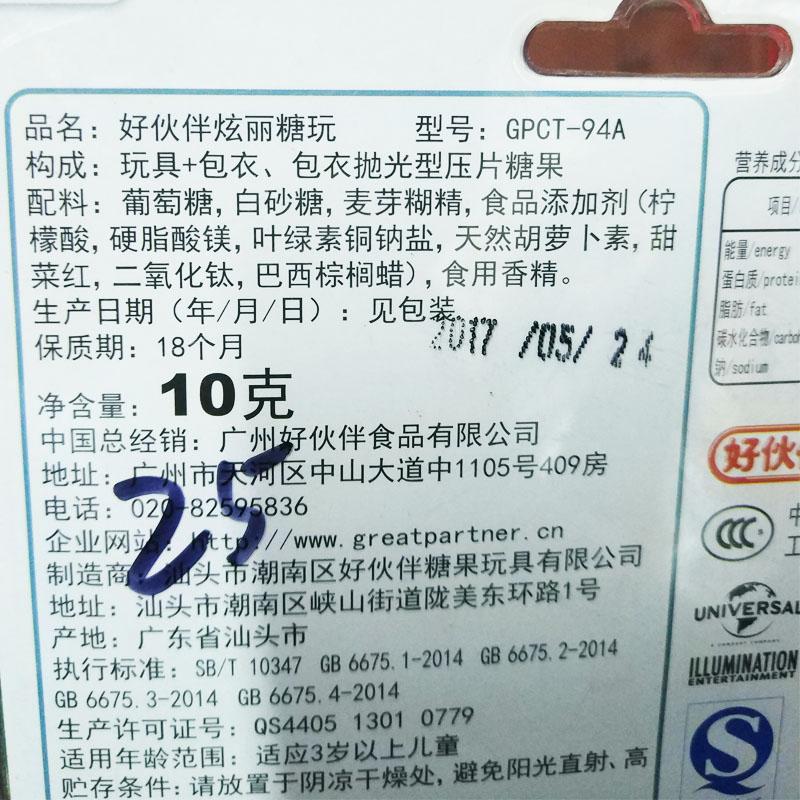 品名：好伙伴炫丽糖玩 型号：GPCT-94A
构成：玩具+包衣、包衣抛光型压片糖果
配料：葡萄糖，白砂糖，麦芽糊精，食品添加剂（柠
檬酸，硬脂酸镁，叶绿素铜钠盐，天然胡萝卜素，甜
菜红，二氧化钛，巴西棕榈蜡），食用香精。
生产日期（年/月/日）：见包装
2017 /05/ 24
保质期：18个月
净含量：10克
中国总经销：广州好伙伴食品有限公司
地址：广州市天河区中山大道中1105号409房
电话：020-82595836
25
企业网站：http://www.greatpartner.cn
制造商：汕头市潮南区好伙伴糖果玩具有限公司
地址：汕头市潮南区峡山街道陇美东环路1号
产地：广东省汕头市
执行标准：SB/T 10347 GB 6675.1-2014 GB 6675.2-2014
GB 6675.3-2014 GB 6675.4-2014
生产许可证号：QS4405 1301 0779
适用年龄范围：适应3岁以上儿童
贮存条件：请放置于阴凉干燥处，避免阳光直射、高
营养成分
项目/
能量/energy
蛋白质/protei
脂肪/fat
碳水化合物/carbo
钠/sodium
好伙
CCC
UNIVERSAL
ILLUMINATION
ENTERTAINMENT
S